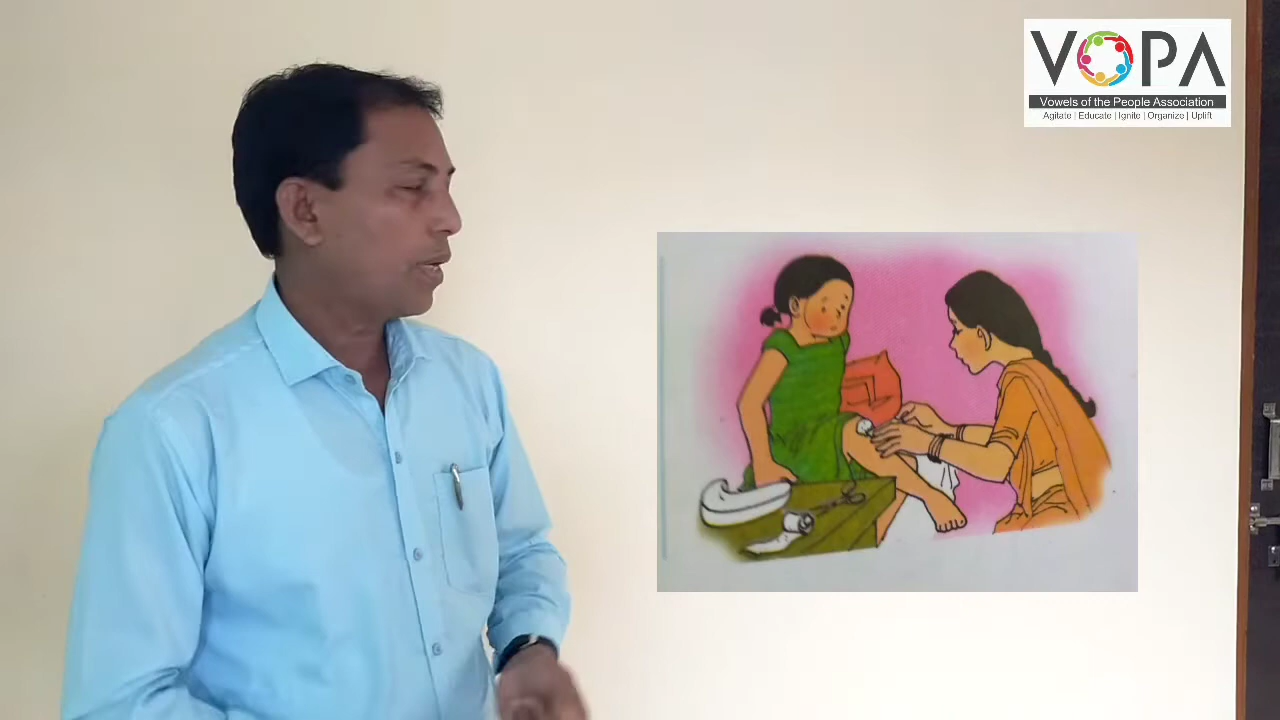 VOPA
Vowels of the People Association
Agitate | Educate | Ignite | Organize | Uplift